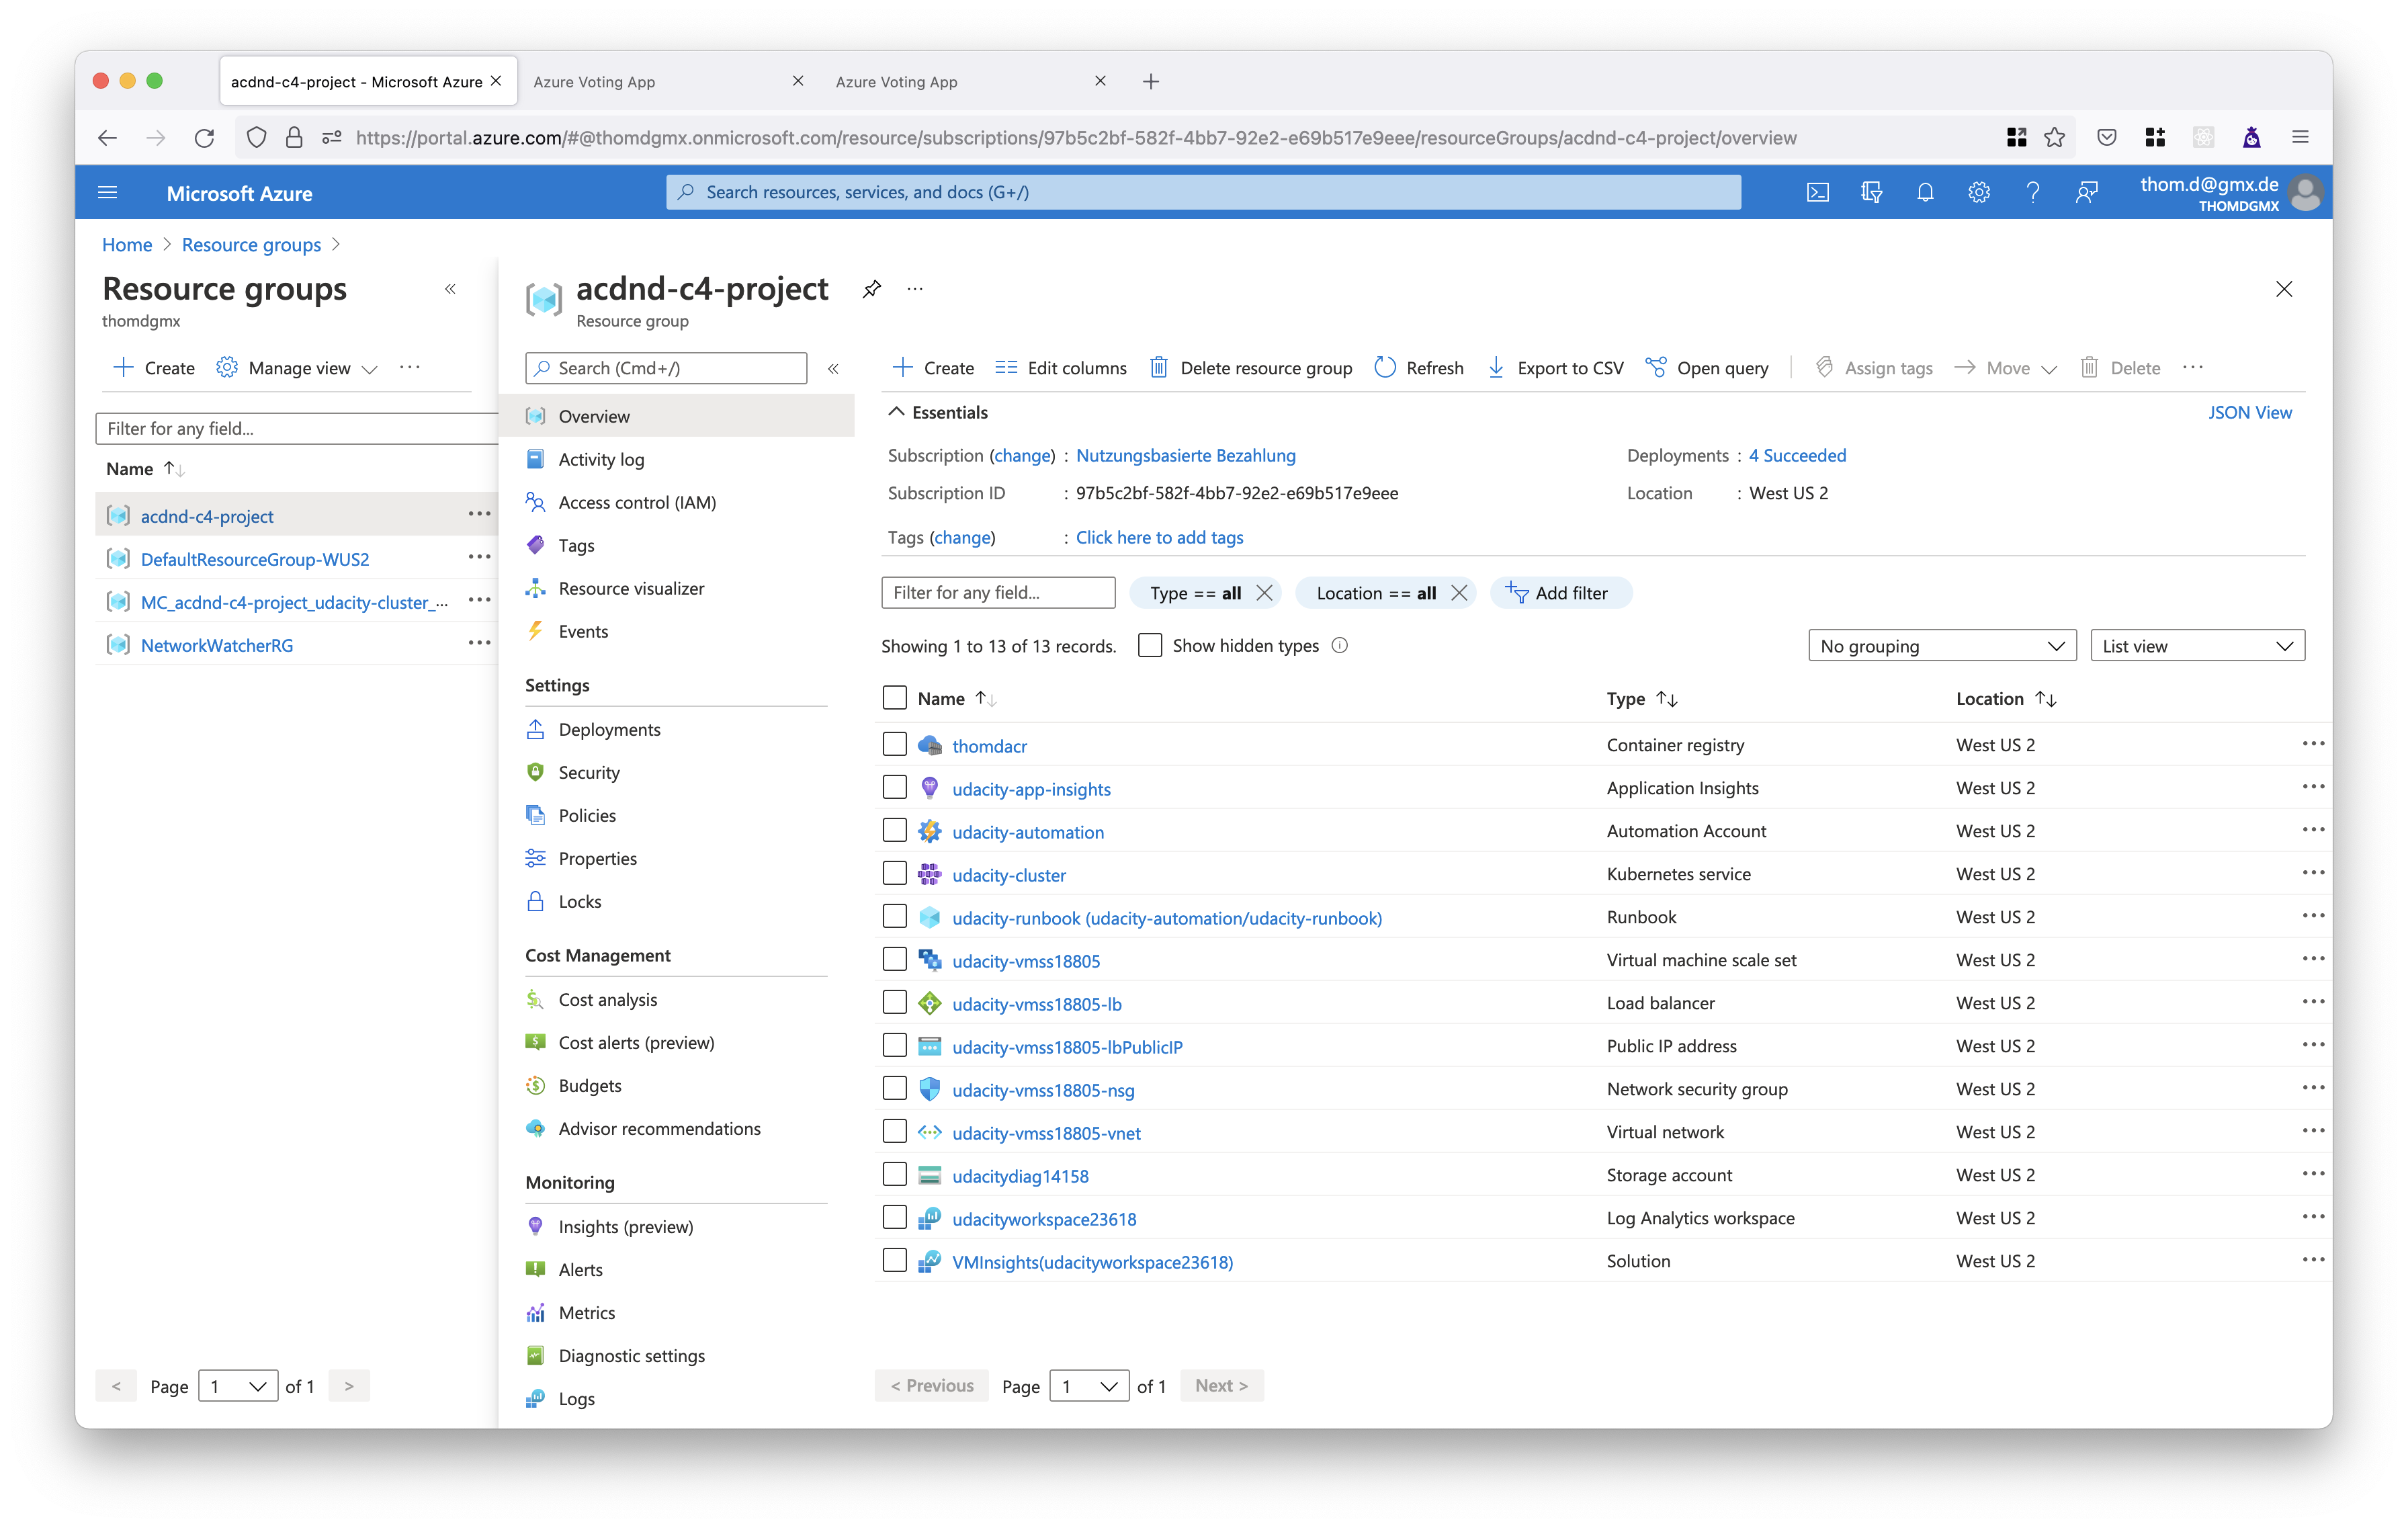 acdnd-c4-project - Microsoft Azure
Azure Voting App
Azure Voting App
https://portal.azure.com/#@thomdgmx.onmicrosoft.com/resource/subscriptions/97b5c2bf-582f-4bb7-92e2-e69b517e9eee/resourceGroups/acdnd-c4-project/overview
Microsoft Azure
Search resources, services, and docs (G+/)
thom.d@gmx.de
THOMDGMX
Home > Resource groups >
Resource groups
thomdgmx
Create
Manage view
Filter for any field...
Name
acdnd-c4-project
DefaultResourceGroup-WUS2
MC_acdnd-c4-project_udacity-cluster_...
NetworkWatcherRG
< Page 1 of 1 >
acdnd-c4-project
Resource group
Search (Cmd+/)
Overview
Activity log
Access control (IAM)
Tags
Resource visualizer
Events
Settings
Deployments
Security
Policies
Properties
Locks
Cost Management
Cost analysis
Cost alerts (preview)
Budgets
Advisor recommendations
Monitoring
Insights (preview)
Alerts
Metrics
Diagnostic settings
Logs
Create Edit columns Delete resource group Refresh Export to CSV Open query Assign tags Move Delete
Essentials
JSON View
Subscription (change) : Nutzungsbasierte Bezahlung
Deployments : 4 Succeeded
Subscription ID : 97b5c2bf-582f-4bb7-92e2-e69b517e9eee
Location : West US 2
Tags (change) : Click here to add tags
Filter for any field... Type == all Location == all Add filter
Showing 1 to 13 of 13 records. Show hidden types No grouping List view
Name Type Location
thomdacr Container registry West US 2
udacity-app-insights Application Insights West US 2
udacity-automation Automation Account West US 2
udacity-cluster Kubernetes service West US 2
udacity-runbook (udacity-automation/udacity-runbook) Runbook West US 2
udacity-vmss18805 Virtual machine scale set West US 2
udacity-vmss18805-lb Load balancer West US 2
udacity-vmss18805-lbPublicIP Public IP address West US 2
udacity-vmss18805-nsg Network security group West US 2
udacity-vmss18805-vnet Virtual network West US 2
udacitydiag14158 Storage account West US 2
udacityworkspace23618 Log Analytics workspace West US 2
VMInsights(udacityworkspace23618) Solution West US 2
< Previous Page 1 of 1 Next >